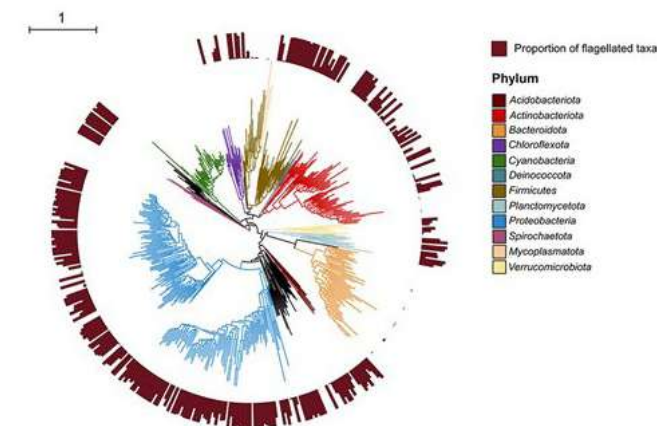 1
Proportion of flagellated taxa
Phylum
Acidobacteriota
Actinobacteriota
Bacteroidota
Chloroflexota
Cyanobacteria
Deinococcota
Firmicutes
Planctomycetota
Proteobacteria
Spirochaetota
Mycoplasmatota
Verrucomicrobiota